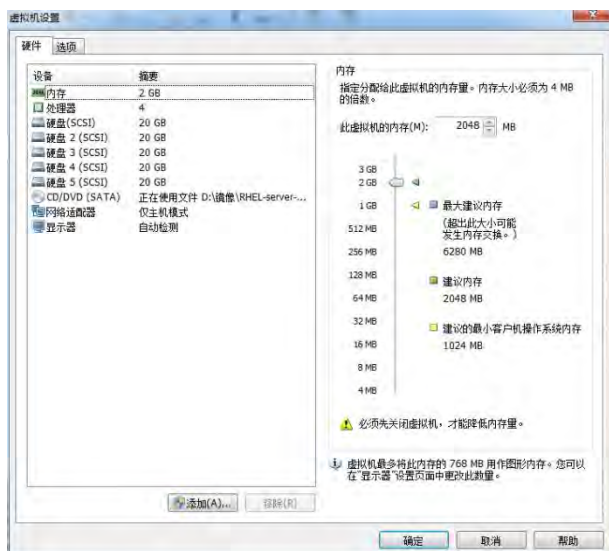 虚拟机设置
硬件 选项
设备 摘要
内存 2 GB
处理器 4
硬盘(SCSI) 20 GB
硬盘 2 (SCSI) 20 GB
硬盘 3 (SCSI) 20 GB
硬盘 4 (SCSI) 20 GB
硬盘 5 (SCSI) 20 GB
CD/DVD (SATA) 正在使用文件 D:\镜像\RHEL-server-...
网络适配器 仅主机模式
显示器 自动检测
添加(A)... 移除(R)
内存
指定分配给此虚拟机的内存量。内存大小必须为 4 MB
的倍数。
此虚拟机的内存(M): 2048 MB
3 GB
2 GB
1 GB
512 MB
256 MB
128 MB
64 MB
32 MB
16 MB
8 MB
4 MB
最大建议内存
(超出此大小可能
发生内存交换。)
6280 MB
建议内存
2048 MB
建议的最小客户机操作系统内存
1024 MB
必须先关闭虚拟机，才能降低内存量。
虚拟机最多将此内存的 768 MB 用作图形内存。您可以
在"显示器"设置页面中更改此数量。
确定 取消 帮助